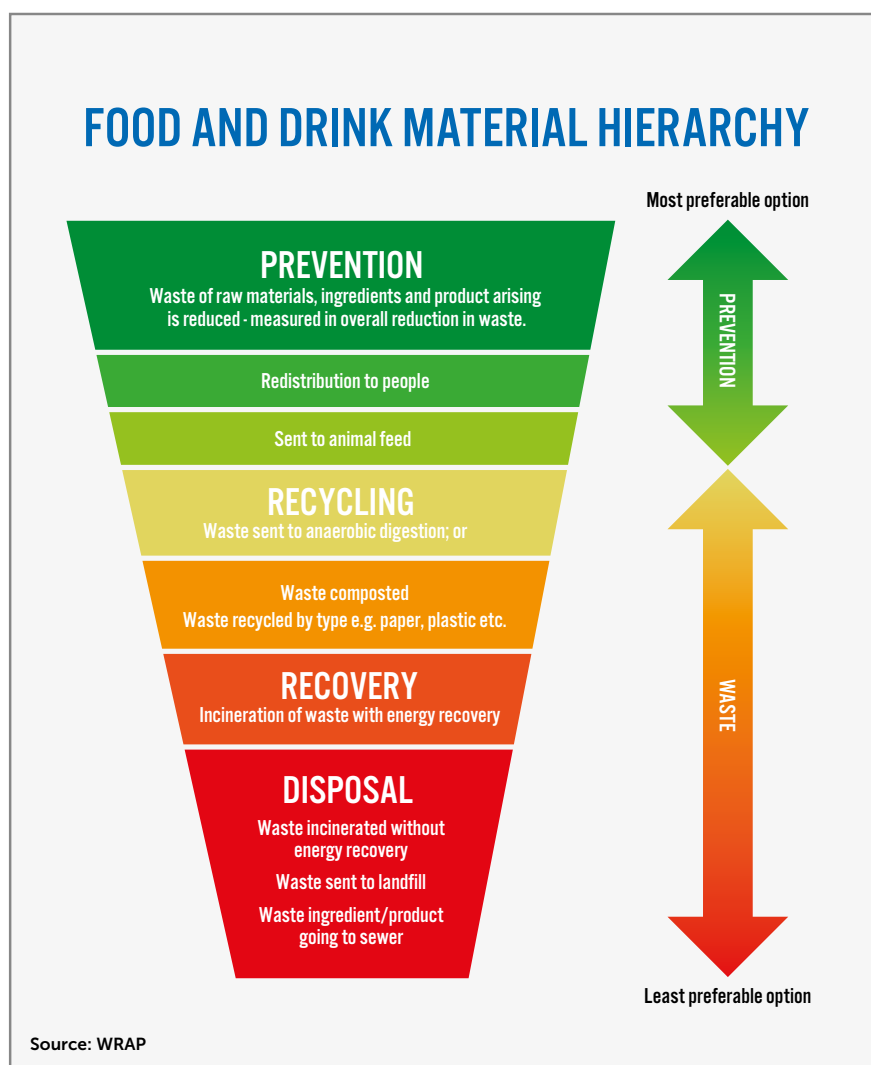 FOOD AND DRINK MATERIAL HIERARCHY
Most preferable option
PREVENTION
Waste of raw materials, ingredients and product arising
is reduced - measured in overall reduction in waste.
Redistribution to people
Sent to animal feed
PREVENTION
RECYCLING
Waste sent to anaerobic digestion; or
Waste composted
Waste recycled by type e.g. paper, plastic etc.
RECOVERY
Incineration of waste with energy recovery
DISPOSAL
Waste incinerated without
energy recovery
Waste sent to landfill
Waste ingredient/product
going to sewer
WASTE
Least preferable option
Source: WRAP